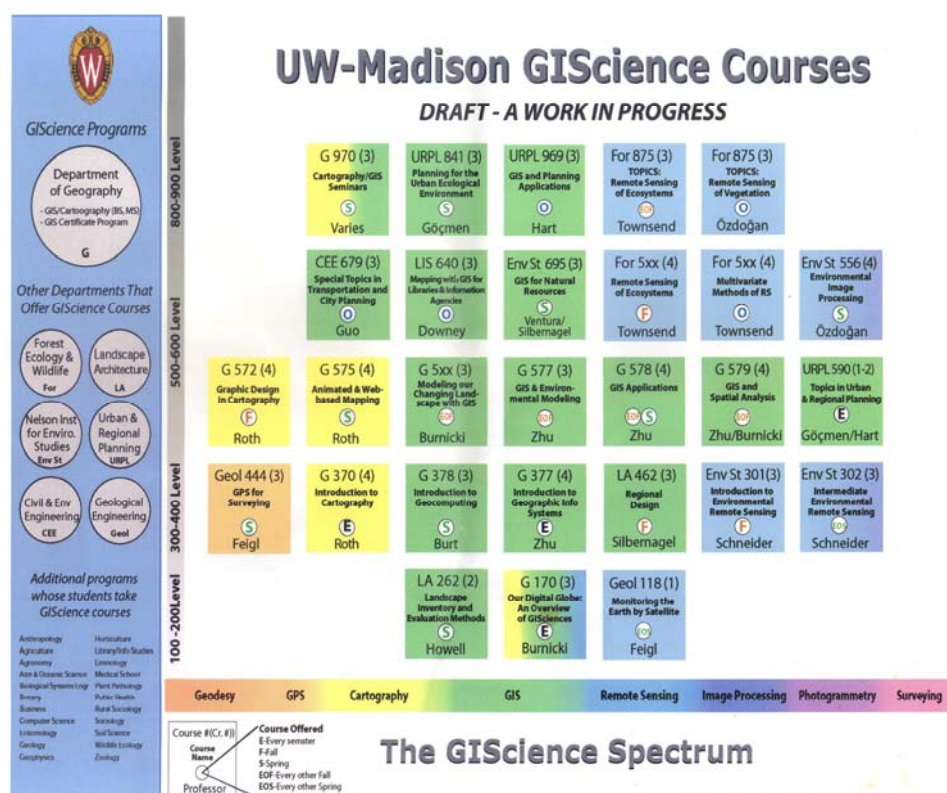 UW-Madison GIScience Courses
DRAFT - A WORK IN PROGRESS
W
GIScience Programs
Department
of Geography
- GIS/Cartoography (BS, MS)
- GIS Certificate Program
G
Other Departments That
Offer GIScience Courses
Forest
Ecology &
Wildlife
For
Landscape
Architecture
LA
Nelson Inst
for Enviro.
Studies
Env St
Urban &
Regional
Planning
URPL
Civil & Env
Engineering
CEE
Geological
Engineering
Geol
Additional programs
whose students take
GIScience courses
Anthropology
Agriculture
Agronomy
Atm & Oceanic Science
Biological Systems Engr
Botany
Business
Computer Science
Entomology
Geology
Geophysics
Horticulture
Library/Info Studies
Limnology
Medical School
Plant Pathology
Public Health
Rural Sociology
Sociology
Soil Science
Wildlife Ecology
Zoology
800-900 Level
G 970 (3)
Cartography/GIS
Seminars
S
Varies
URPL 841 (3)
Planning for the
Urban Ecological
Environment
S
Göçmen
URPL 969 (3)
GIS and Planning
Applications
O
Hart
For 875 (3)
TOPICS:
Remote Sensing
of Ecosystems
EOF
Townsend
For 875 (3)
TOPICS:
Remote Sensing
of Vegetation
O
Özdoğan
500-600 Level
CEE 679 (3)
Special Topics in
Transportation and
City Planning
O
Guo
LIS 640 (3)
Mapping with GIS for
Libraries & Infomation
Agencies
O
Downey
Env St 695 (3)
GIS for Natural
Resources
S
Ventura/
Silbernagel
For 5xx (4)
Remote Sensing
of Ecosystems
F
Townsend
For 5xx (4)
Multivariate
Methods of RS
O
Townsend
Env St 556 (4)
Environmental
Image
Processing
S
Özdoğan
G 572 (4)
Graphic Design
in Cartography
F
Roth
G 575 (4)
Animated & Web-
based Mapping
S
Roth
G 5xx (3)
Modeling our
Changing Land-
scape with GIS
EOF
Burnicki
G 577 (3)
GIS & Environ-
mental Modeling
EOF
Zhu
G 578 (4)
GIS Applications
EOF S
Zhu
G 579 (4)
GIS and
Spatial Analysis
EOF
Zhu/Burnicki
URPL 590 (1-2)
Topics in Urban
& Regional Planning
E
Göçmen/Hart
300-400 Level
Geol 444 (3)
GPS for
Surveying
S
Feigl
G 370 (4)
Introduction to
Cartography
E
Roth
G 378 (3)
Introduction to
Geocomputing
S
Burt
G 377 (4)
Introduction to
Geographic Info
Systems
E
Zhu
LA 462 (3)
Regional
Design
F
Silbernagel
Env St 301(3)
Introduction to
Environmental
Remote Sensing
F
Schneider
Env St 302 (3)
Intermediate
Environmental
Remote Sensing
EOS
Schneider
100-200Level
LA 262 (2)
Landscape
Inventory and
Evaluation Methods
S
Howell
G 170 (3)
Our Digital Globe:
An Overview
of GISciences
E
Burnicki
Geol 118 (1)
Monitoring the
Earth by Satellite
EOS
Feigl
Geodesy GPS Cartography GIS Remote Sensing Image Processing Photogrammetry Surveying
Course #(Cr. #))
Course
Name
Professor
Course Offered
E-Every semster
F-Fall
S-Spring
EOF-Every other Fall
EOS-Every other Spring
The GIScience Spectrum